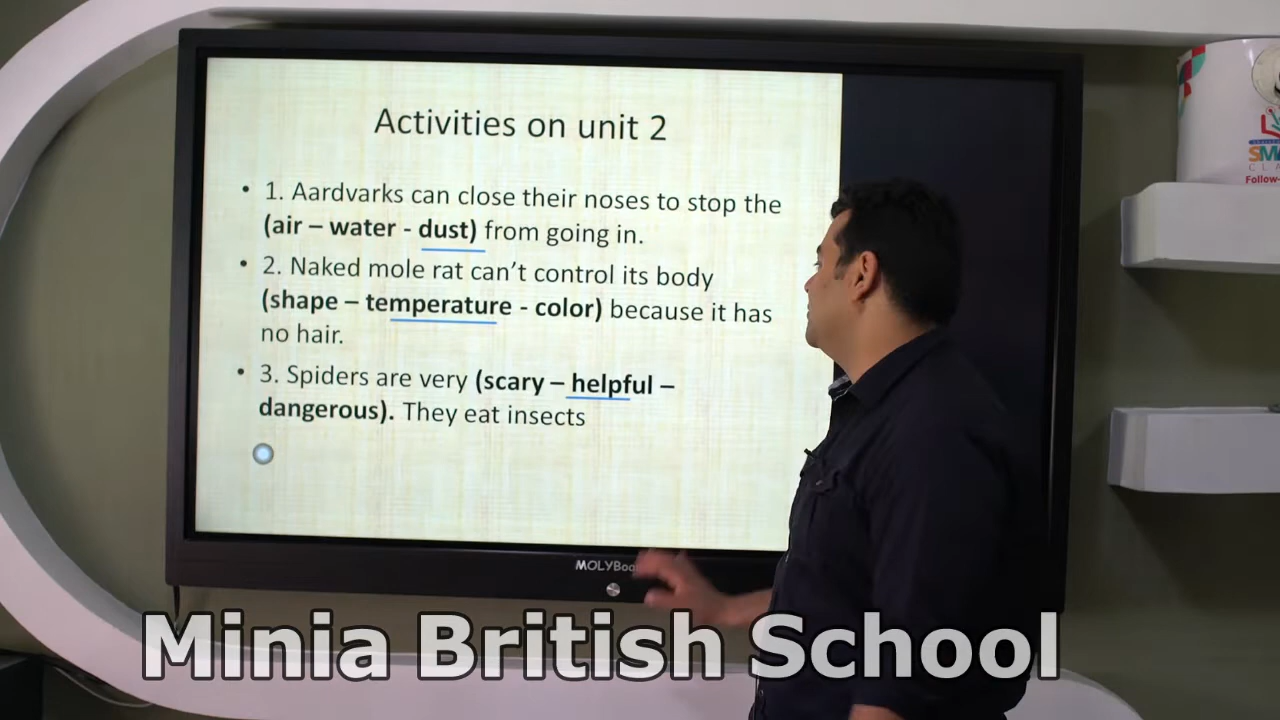 Activities on unit 2
• 1. Aardvarks can close their noses to stop the
(air – water - dust) from going in.
• 2. Naked mole rat can't control its body
(shape – temperature - color) because it has
no hair.
• 3. Spiders are very (scary – helpful –
dangerous). They eat insects
Follow-
Minia British School